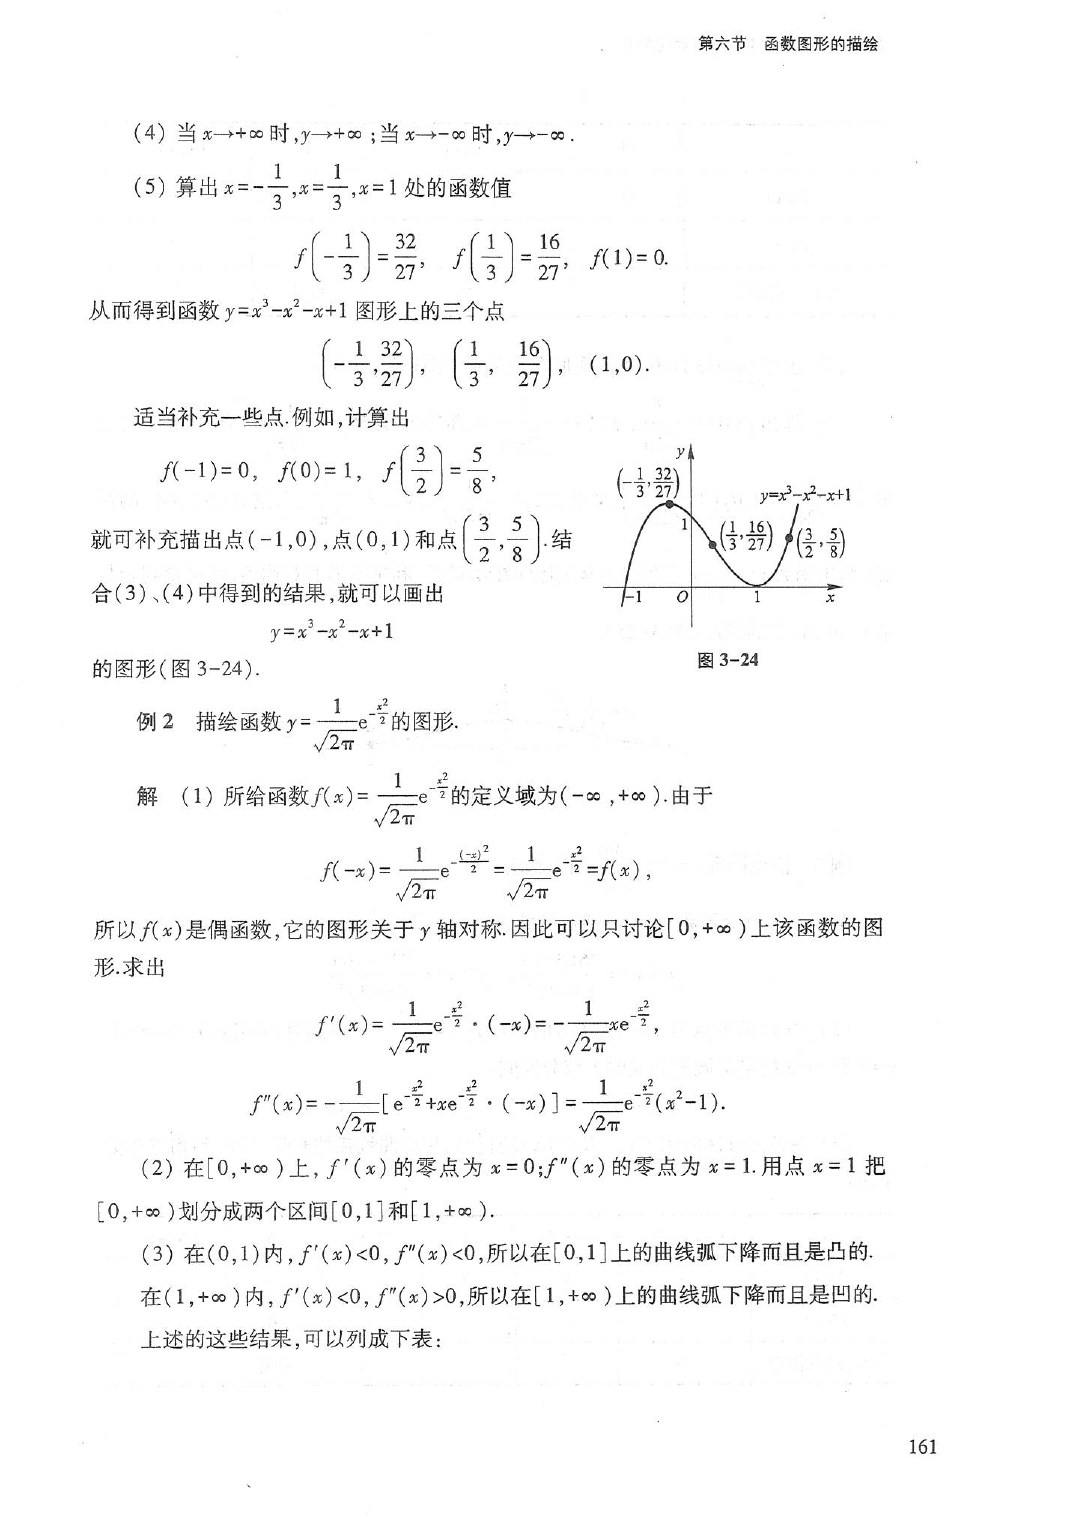 第六节 函数图形的描绘
(4) 当 x→+∞ 时,y→+∞ ;当 x→-∞ 时,y→-∞ .
(5) 算出 x=-1/3,x=1/3,x=1 处的函数值
f(-1/3)=32/27, f(1/3)=16/27, f(1)=0.
从而得到函数 y=x³-x²-x+1 图形上的三个点
(-1/3,32/27), (1/3, 16/27), (1,0).
适当补充一些点.例如,计算出
f(-1)=0, f(0)=1, f(3/2)=5/8,
就可补充描出点(-1,0),点(0,1)和点(3/2,5/8).结
合(3)、(4)中得到的结果,就可以画出
y=x³-x²-x+1
的图形(图 3-24).
y
(-1/3,32/27)
y=x³-x²-x+1
1
(1/3,16/27)
(3/2,5/8)
-1
O
1
x
图 3-24
例 2 描绘函数 y=1/√(2π) e^(-x²/2) 的图形.
解 (1) 所给函数f(x)=1/√(2π) e^(-x²/2) 的定义域为(-∞ ,+∞ ).由于
f(-x)=1/√(2π) e^(-(-x)²/2)=1/√(2π) e^(-x²/2)=f(x),
所以 f(x)是偶函数,它的图形关于 y 轴对称.因此可以只讨论[0,+∞ )上该函数的图
形.求出
f′(x)=1/√(2π) e^(-x²/2)·(-x)=-1/√(2π) xe^(-x²/2),
f″(x)=-1/√(2π)[e^(-x²/2)+xe^(-x²/2)·(-x)]=1/√(2π) e^(-x²/2)(x²-1).
(2) 在[0,+∞ )上, f′(x)的零点为 x=0;f″(x)的零点为 x=1.用点 x=1 把
[0,+∞ )划分成两个区间[0,1]和[1,+∞ ).
(3) 在(0,1)内, f′(x)<0, f″(x)<0,所以在[0,1]上的曲线弧下降而且是凸的.
在(1,+∞ )内, f′(x)<0, f″(x)>0,所以在[1,+∞ )上的曲线弧下降而且是凹的.
上述的这些结果,可以列成下表:
161